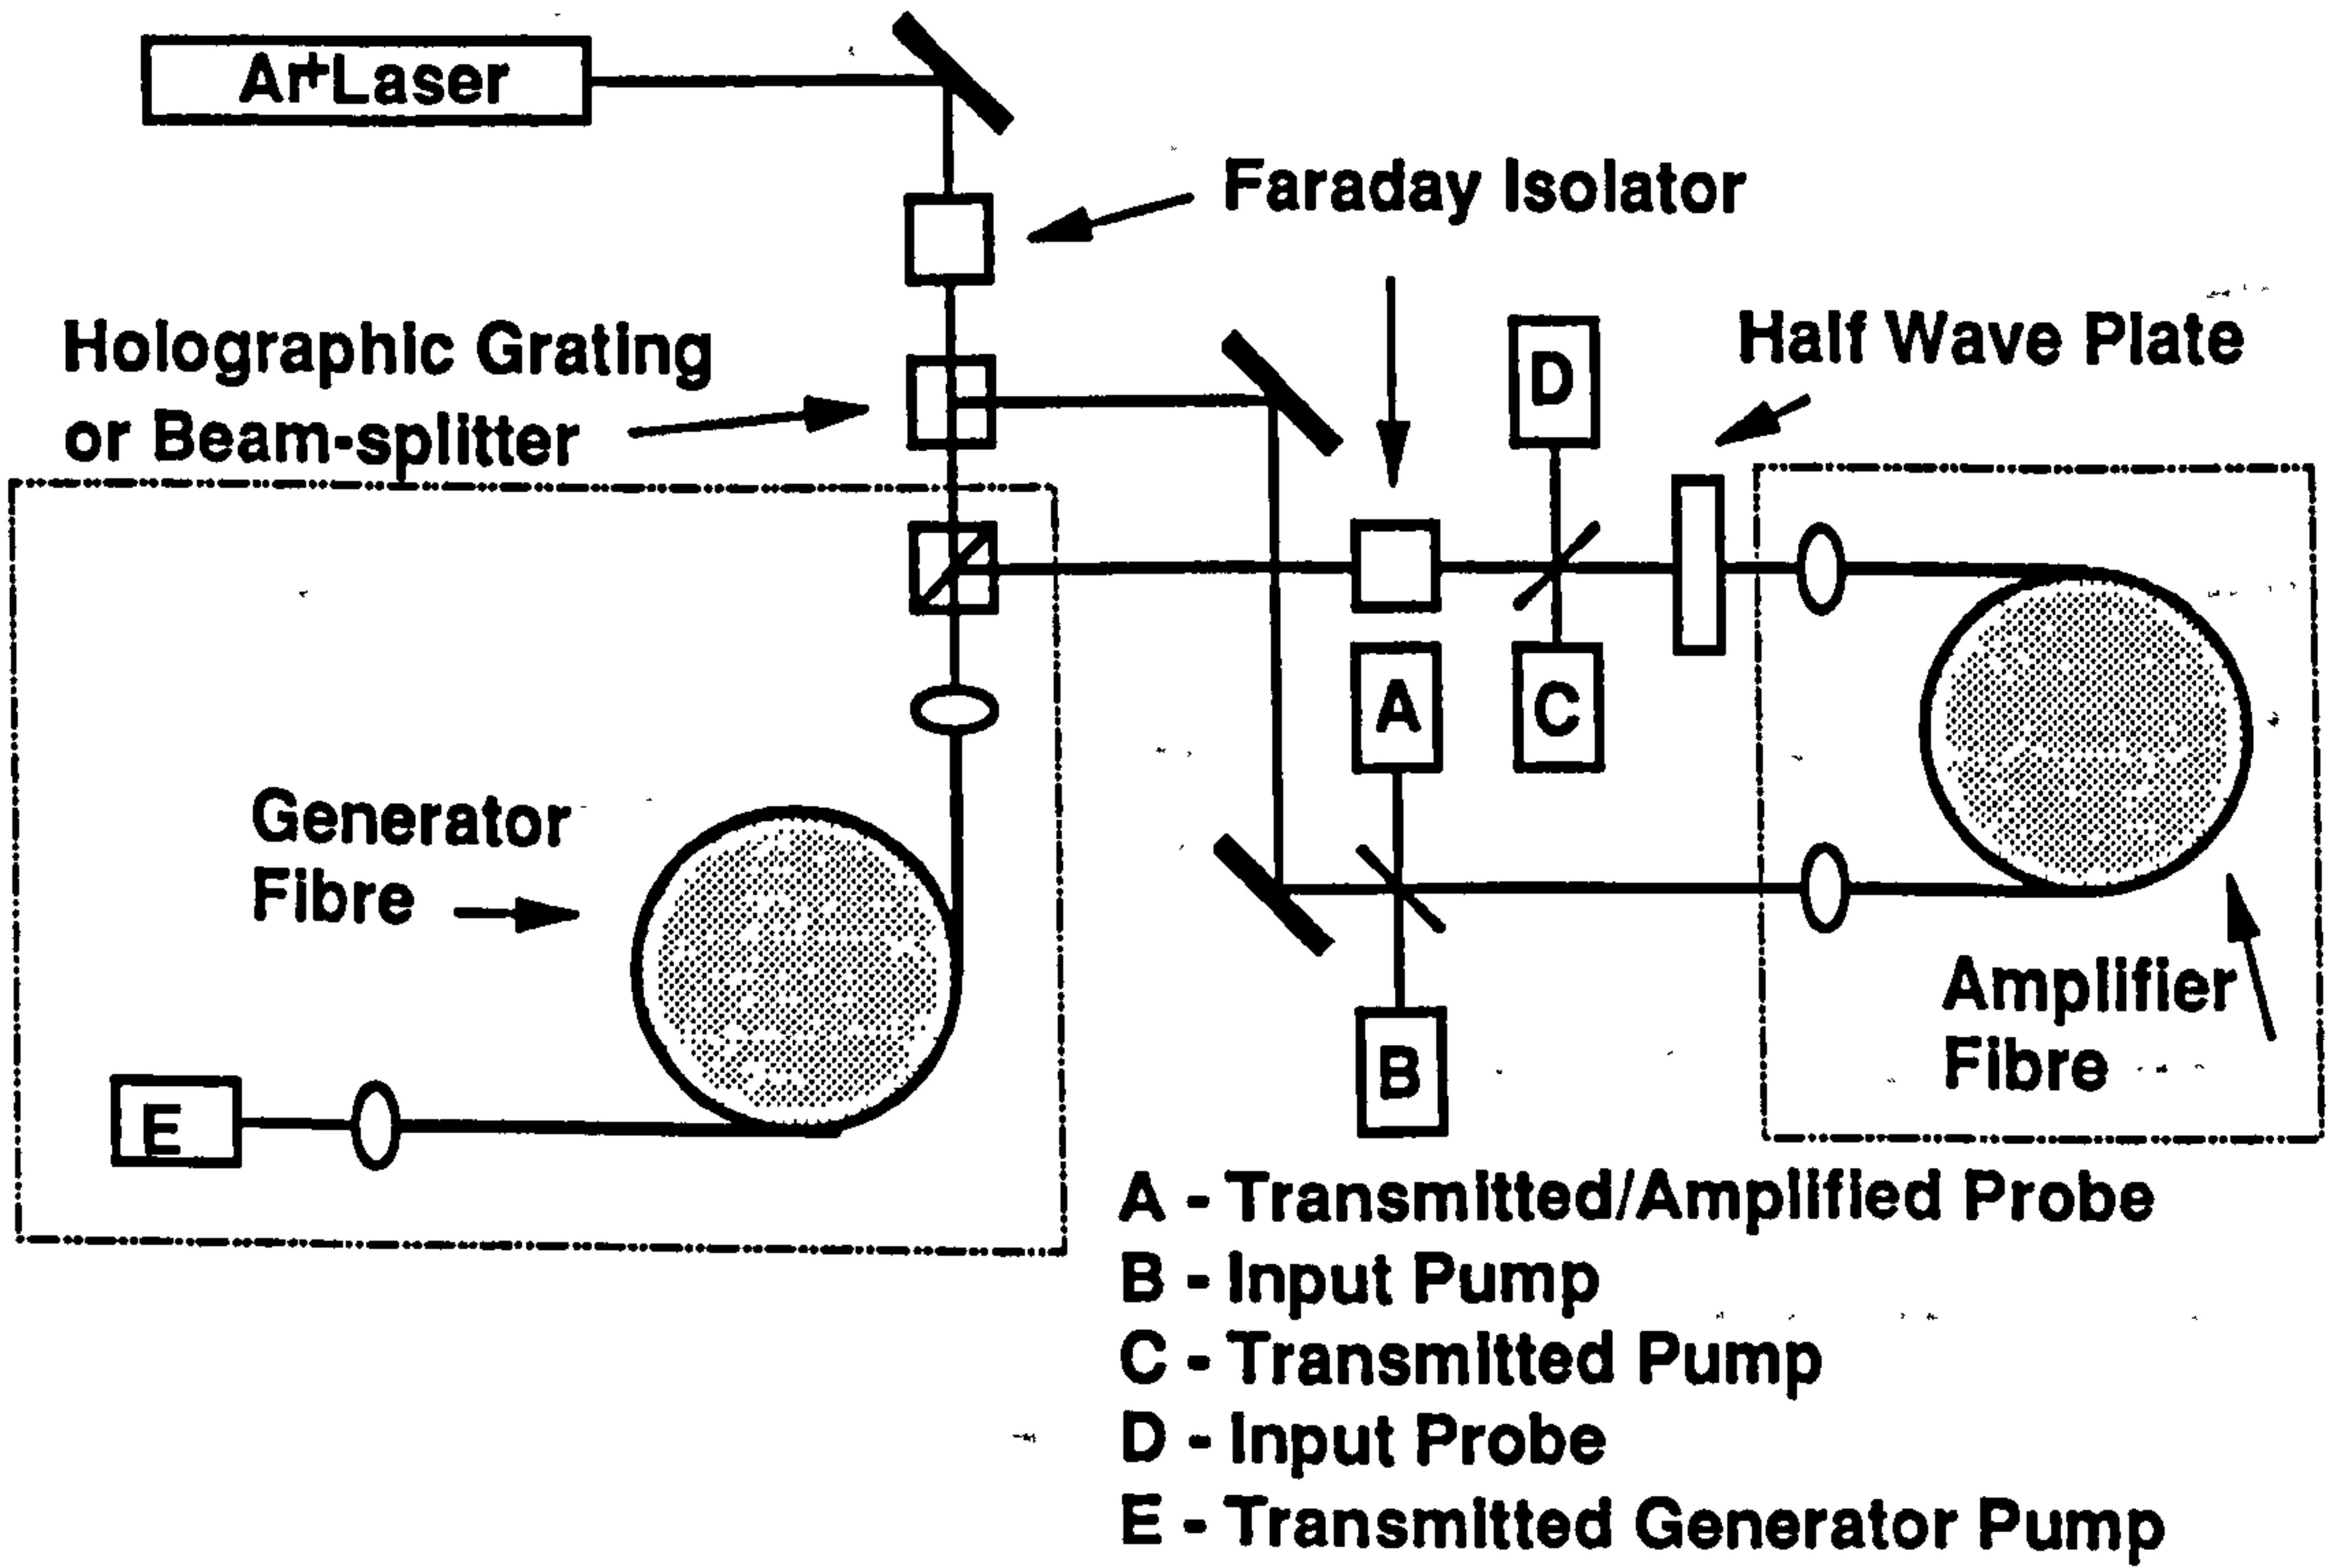 Ar+Laser
Faraday Isolator
Holographic Grating
or Beam-splitter
Half Wave Plate
D
A
C
Generator
Fibre
Amplifier
Fibre
B
E
A - Transmitted/Amplified Probe
B - Input Pump
C - Transmitted Pump
D - Input Probe
E - Transmitted Generator Pump